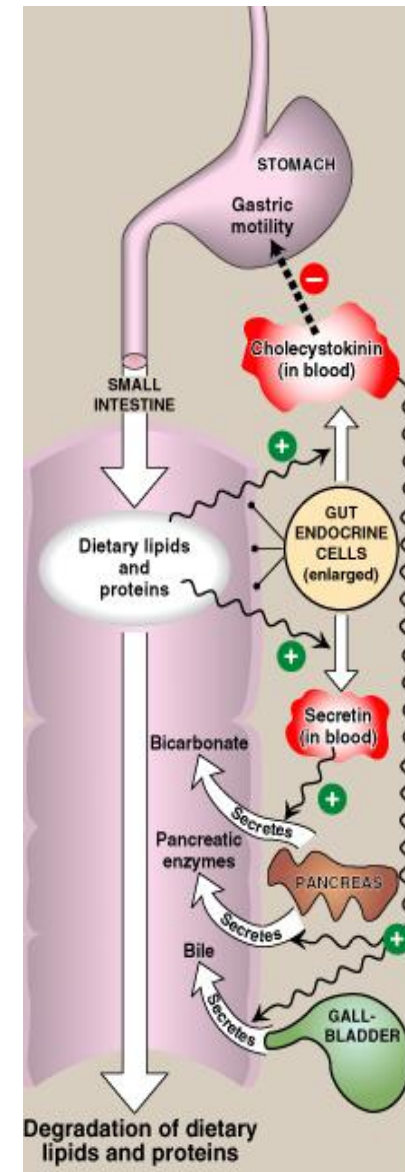 STOMACH
Gastric
motility
−
Cholecystokinin
(in blood)
SMALL
INTESTINE
+
GUT
ENDOCRINE
CELLS
(enlarged)
Dietary lipids
and
proteins
+
Secretin
(in blood)
Bicarbonate
+
Secretes
Pancreatic
enzymes
PANCREAS
Secretes
+
Bile
Secretes
GALL-
BLADDER
Degradation of dietary
lipids and proteins